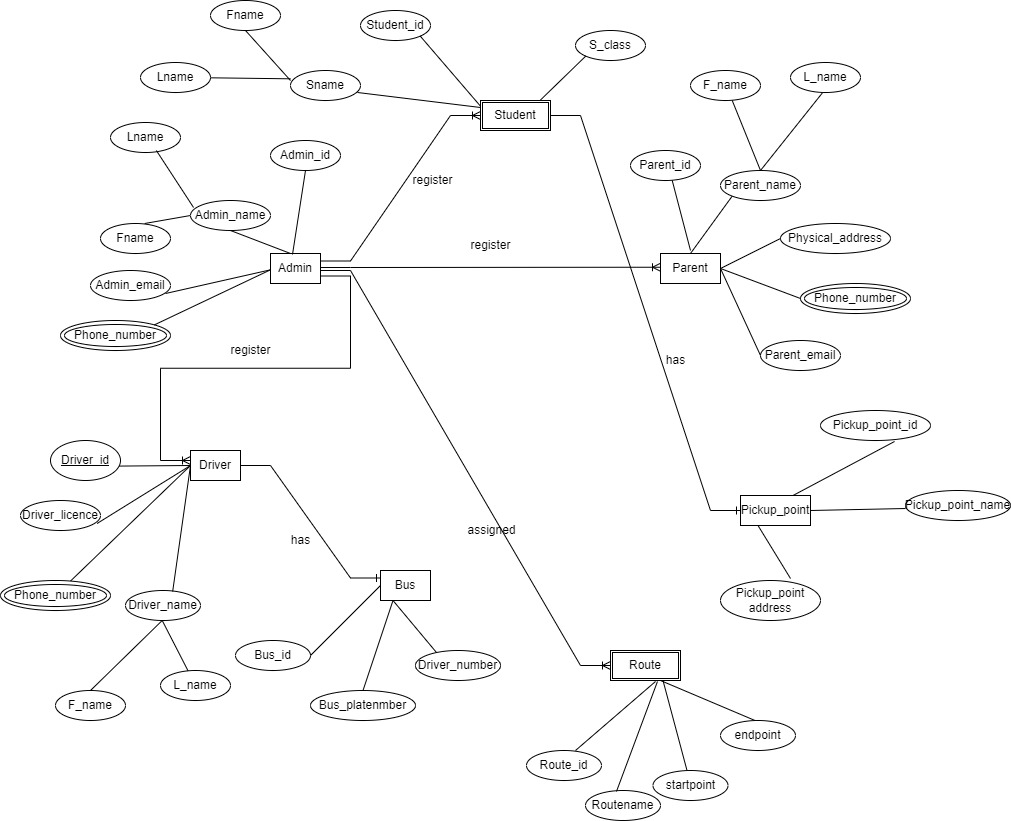 Fname
Student_id
S_class
Lname
Sname
F_name
L_name
Student
Lname
Admin_id
register
Parent_id
Parent_name
Admin_name
Fname
register
Physical_address
Admin
Parent
Admin_email
Phone_number
Phone_number
register
Parent_email
has
Pickup_point_id
Driver_id
Driver
Pickup_point_name
Driver_licence
Pickup_point
assigned
has
Bus
Phone_number
Driver_name
Pickup_point
address
Bus_id
Driver_number
Route
L_name
F_name
Bus_platenmber
endpoint
Route_id
startpoint
Routename